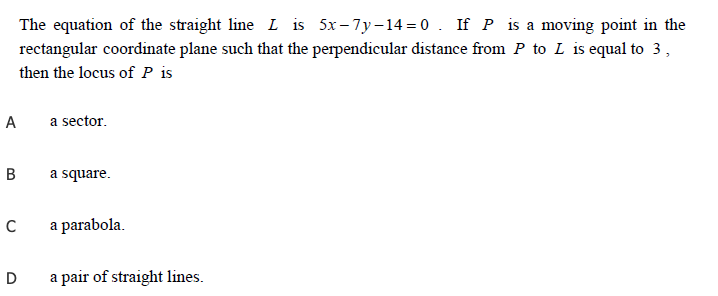 The equation of the straight line L is 5x−7y−14=0 . If P is a moving point in the
rectangular coordinate plane such that the perpendicular distance from P to L is equal to 3 ,
then the locus of P is
A a sector.
B a square.
C a parabola.
D a pair of straight lines.